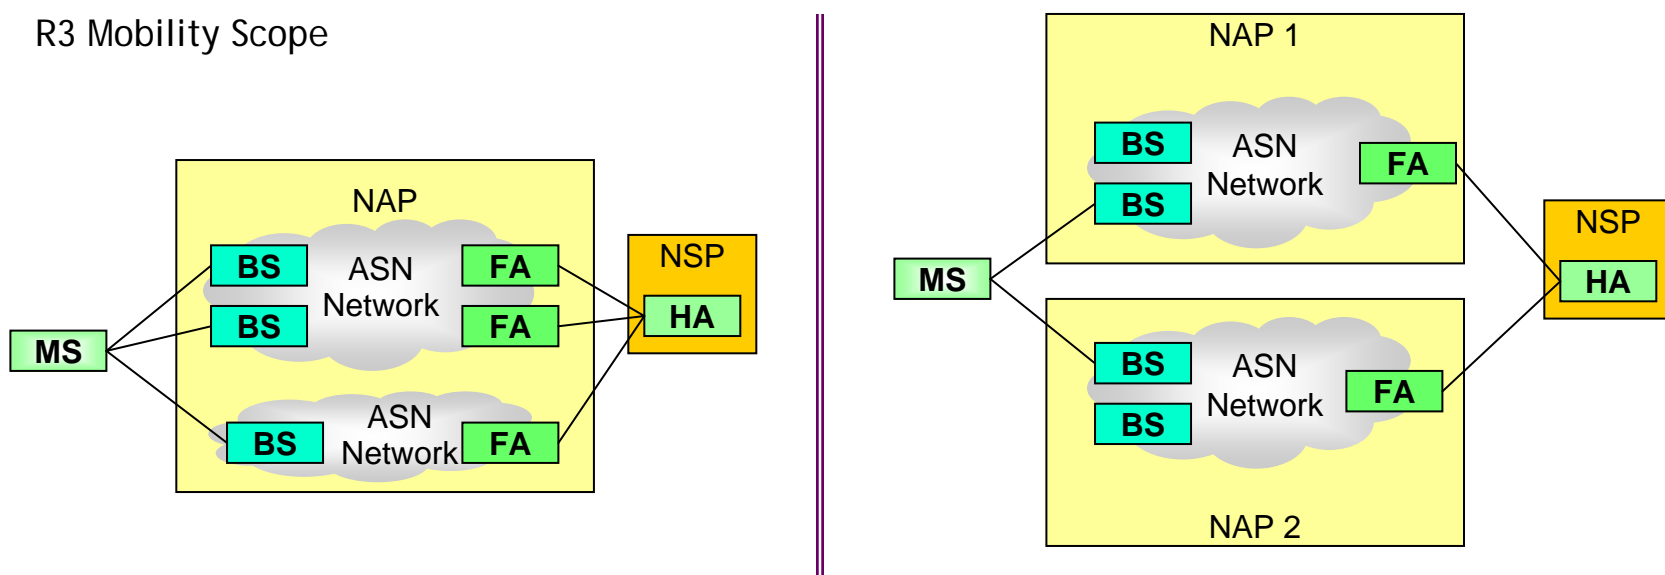 R3 Mobility Scope
NAP
BS
ASN
Network
FA
BS
FA
MS
BS
ASN
Network
FA
NSP
HA
NAP 1
BS
ASN
Network
FA
BS
MS
BS
ASN
Network
FA
BS
NAP 2
NSP
HA